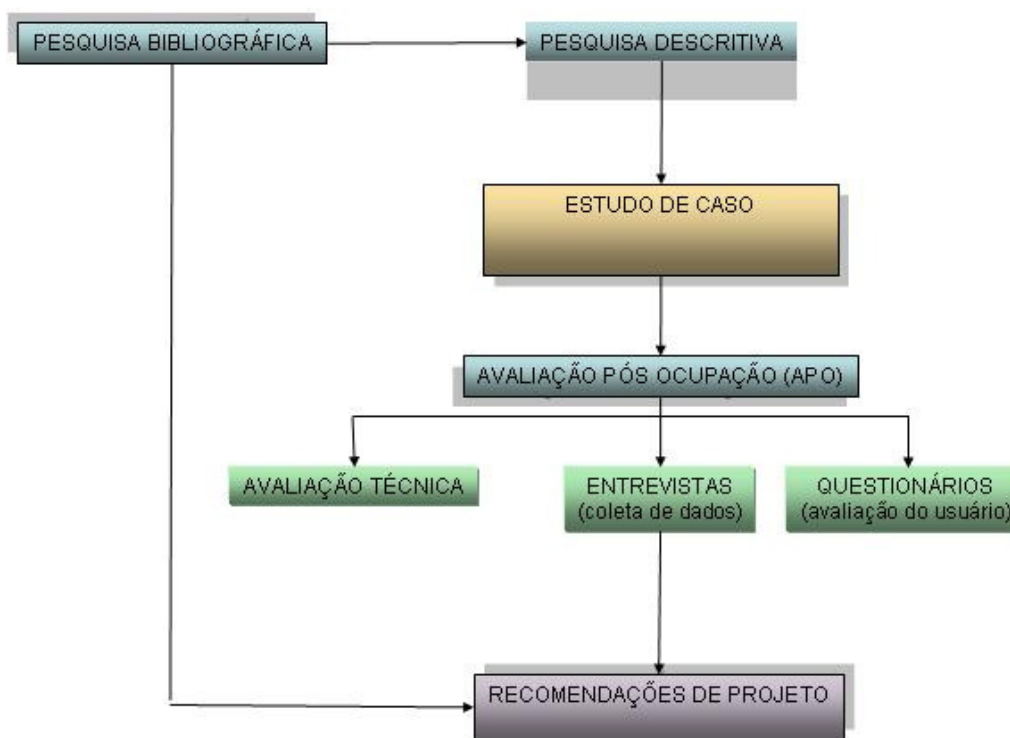 PESQUISA BIBLIOGRÁFICA
PESQUISA DESCRITIVA
ESTUDO DE CASO
AVALIAÇÃO PÓS OCUPAÇÃO (APO)
AVALIAÇÃO TÉCNICA
ENTREVISTAS
(coleta de dados)
QUESTIONÁRIOS
(avaliação do usuário)
RECOMENDAÇÕES DE PROJETO